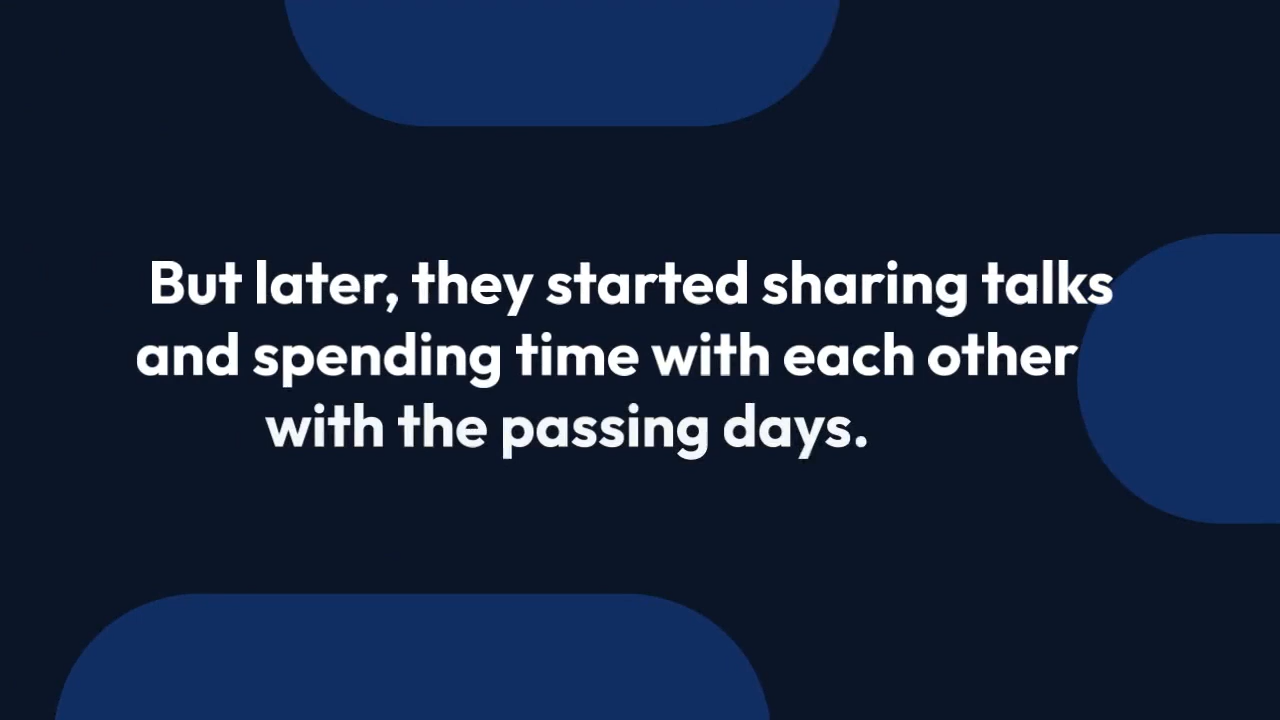 But later, they started sharing talks
and spending time with each other
with the passing days.